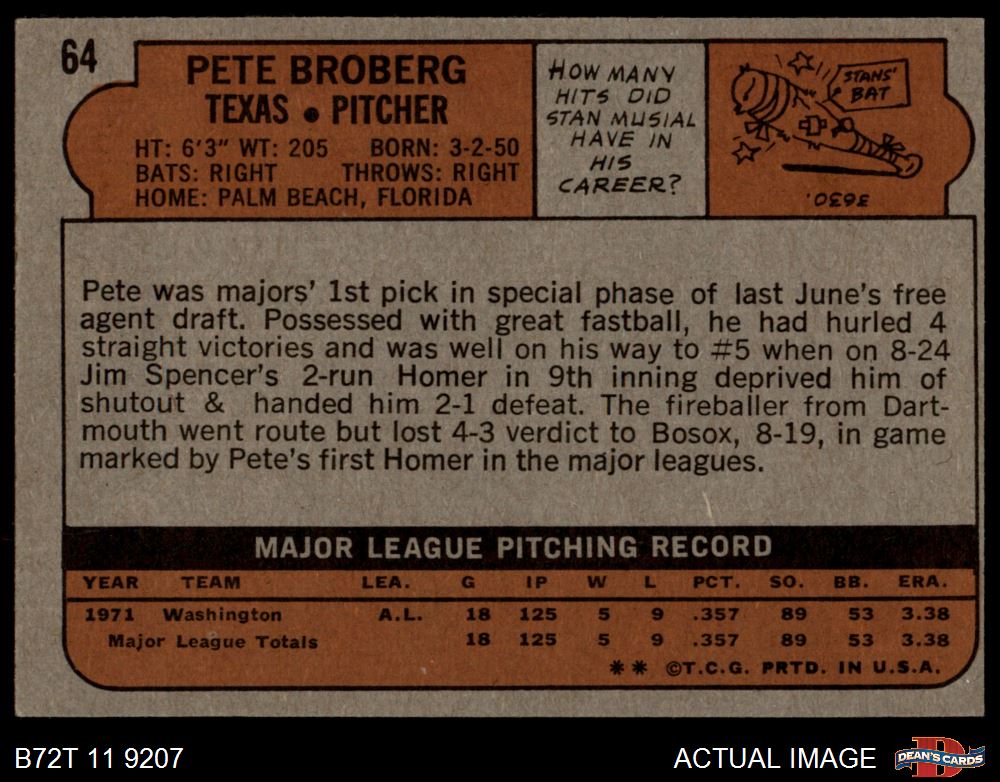 64
PETE BROBERG
TEXAS • PITCHER
HT: 6'3" WT: 205 BORN: 3-2-50
BATS: RIGHT THROWS: RIGHT
HOME: PALM BEACH, FLORIDA
HOW MANY
HITS DID
STAN MUSIAL
HAVE IN
HIS
CAREER?
STANS'
BAT
'3630.
Pete was majors' 1st pick in special phase of last June's free
agent draft. Possessed with great fastball, he had hurled 4
straight victories and was well on his way to #5 when on 8-24
Jim Spencer's 2-run Homer in 9th inning deprived him of
shutout & handed him 2-1 defeat. The fireballer from Dart-
mouth went route but lost 4-3 verdict to Bosox, 8-19, in game
marked by Pete's first Homer in the major leagues.
MAJOR LEAGUE PITCHING RECORD
YEAR TEAM LEA. G IP W L PCT. SO. BB. ERA.
1971 Washington A.L. 18 125 5 9 .357 89 53 3.38
Major League Totals 18 125 5 9 .357 89 53 3.38
** ©T.C.G. PRTD. IN U.S.A.
B72T 11 9207
ACTUAL IMAGE
D
DEAN'S CARDS